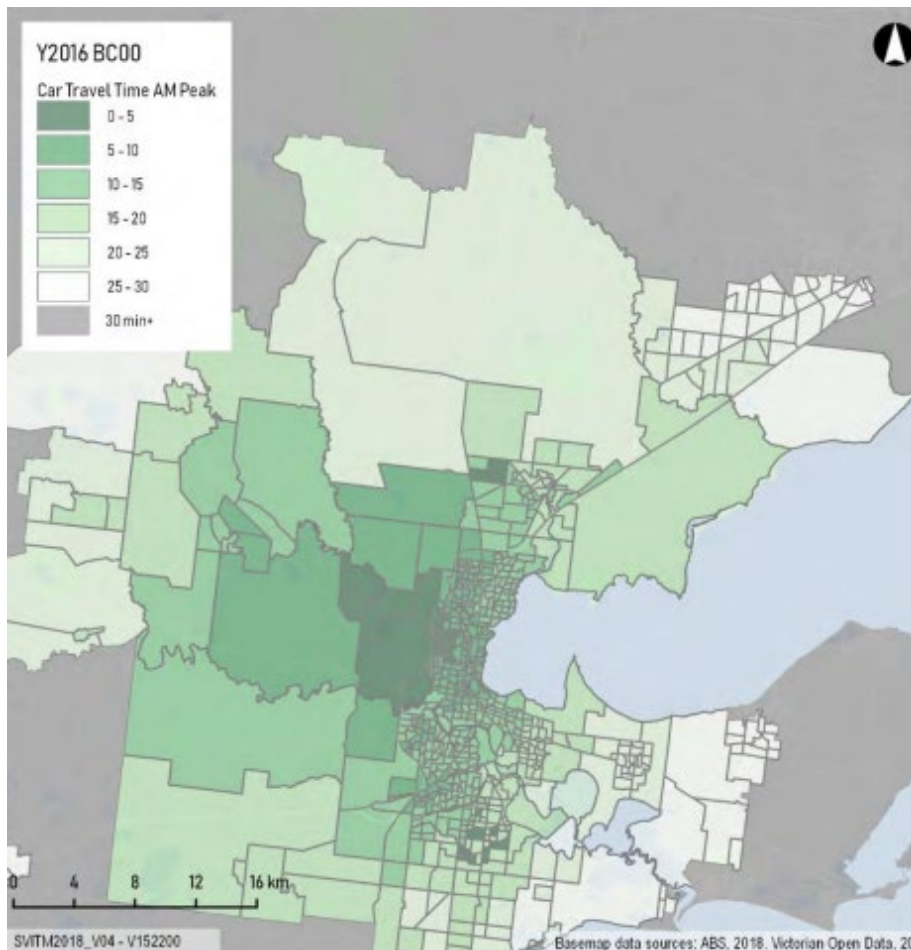 Y2016 BC00
Car Travel Time AM Peak
0 - 5
5 - 10
10 - 15
15 - 20
20 - 25
25 - 30
30 min+
0 4 8 12 16 km
SVITM2018_V04 - V152200
Basemap data sources: ABS, 2018. Victorian Open Data, 20